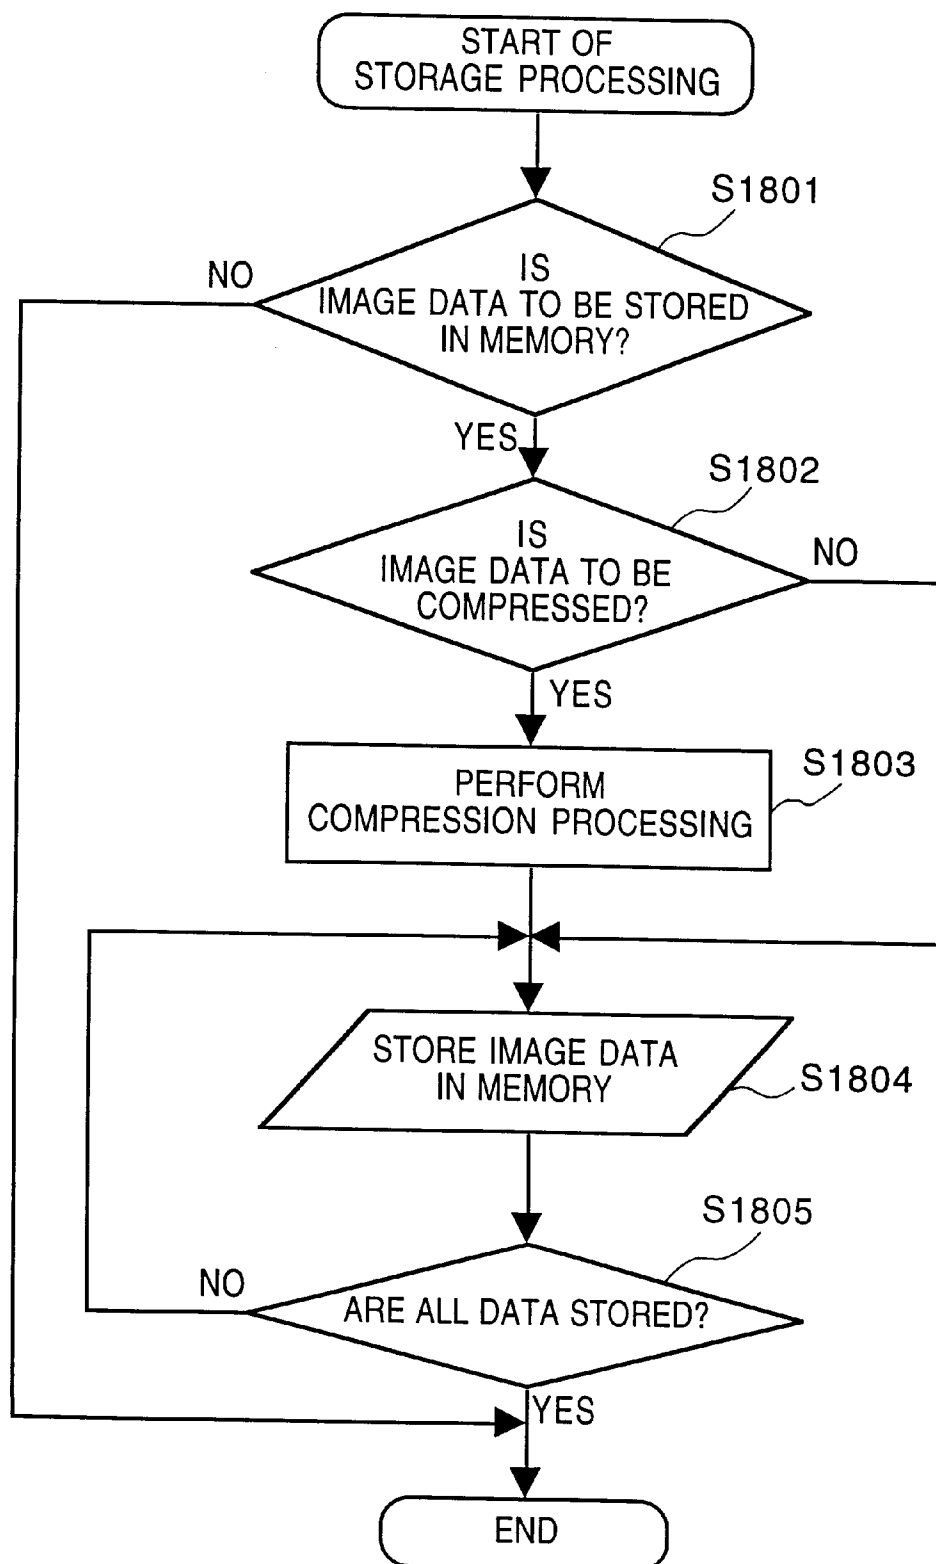 START OF
STORAGE PROCESSING
S1801
NO
IS
IMAGE DATA TO BE STORED
IN MEMORY?
YES
S1802
IS
IMAGE DATA TO BE
COMPRESSED?
NO
YES
S1803
PERFORM
COMPRESSION PROCESSING
STORE IMAGE DATA
IN MEMORY
S1804
S1805
NO
ARE ALL DATA STORED?
YES
END